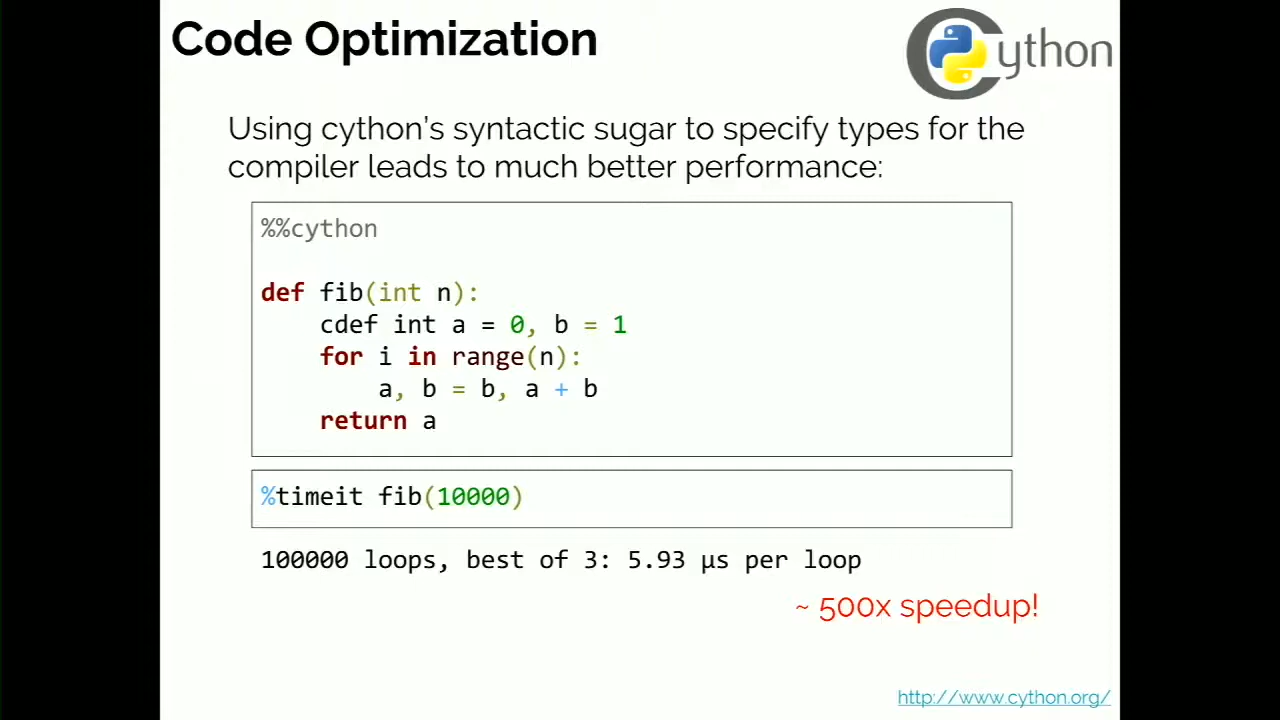 Code Optimization
Cython
Using cython's syntactic sugar to specify types for the
compiler leads to much better performance:
%%cython
def fib(int n):
    cdef int a = 0, b = 1
    for i in range(n):
        a, b = b, a + b
    return a
%timeit fib(10000)
100000 loops, best of 3: 5.93 µs per loop
~ 500x speedup!
http://www.cython.org/